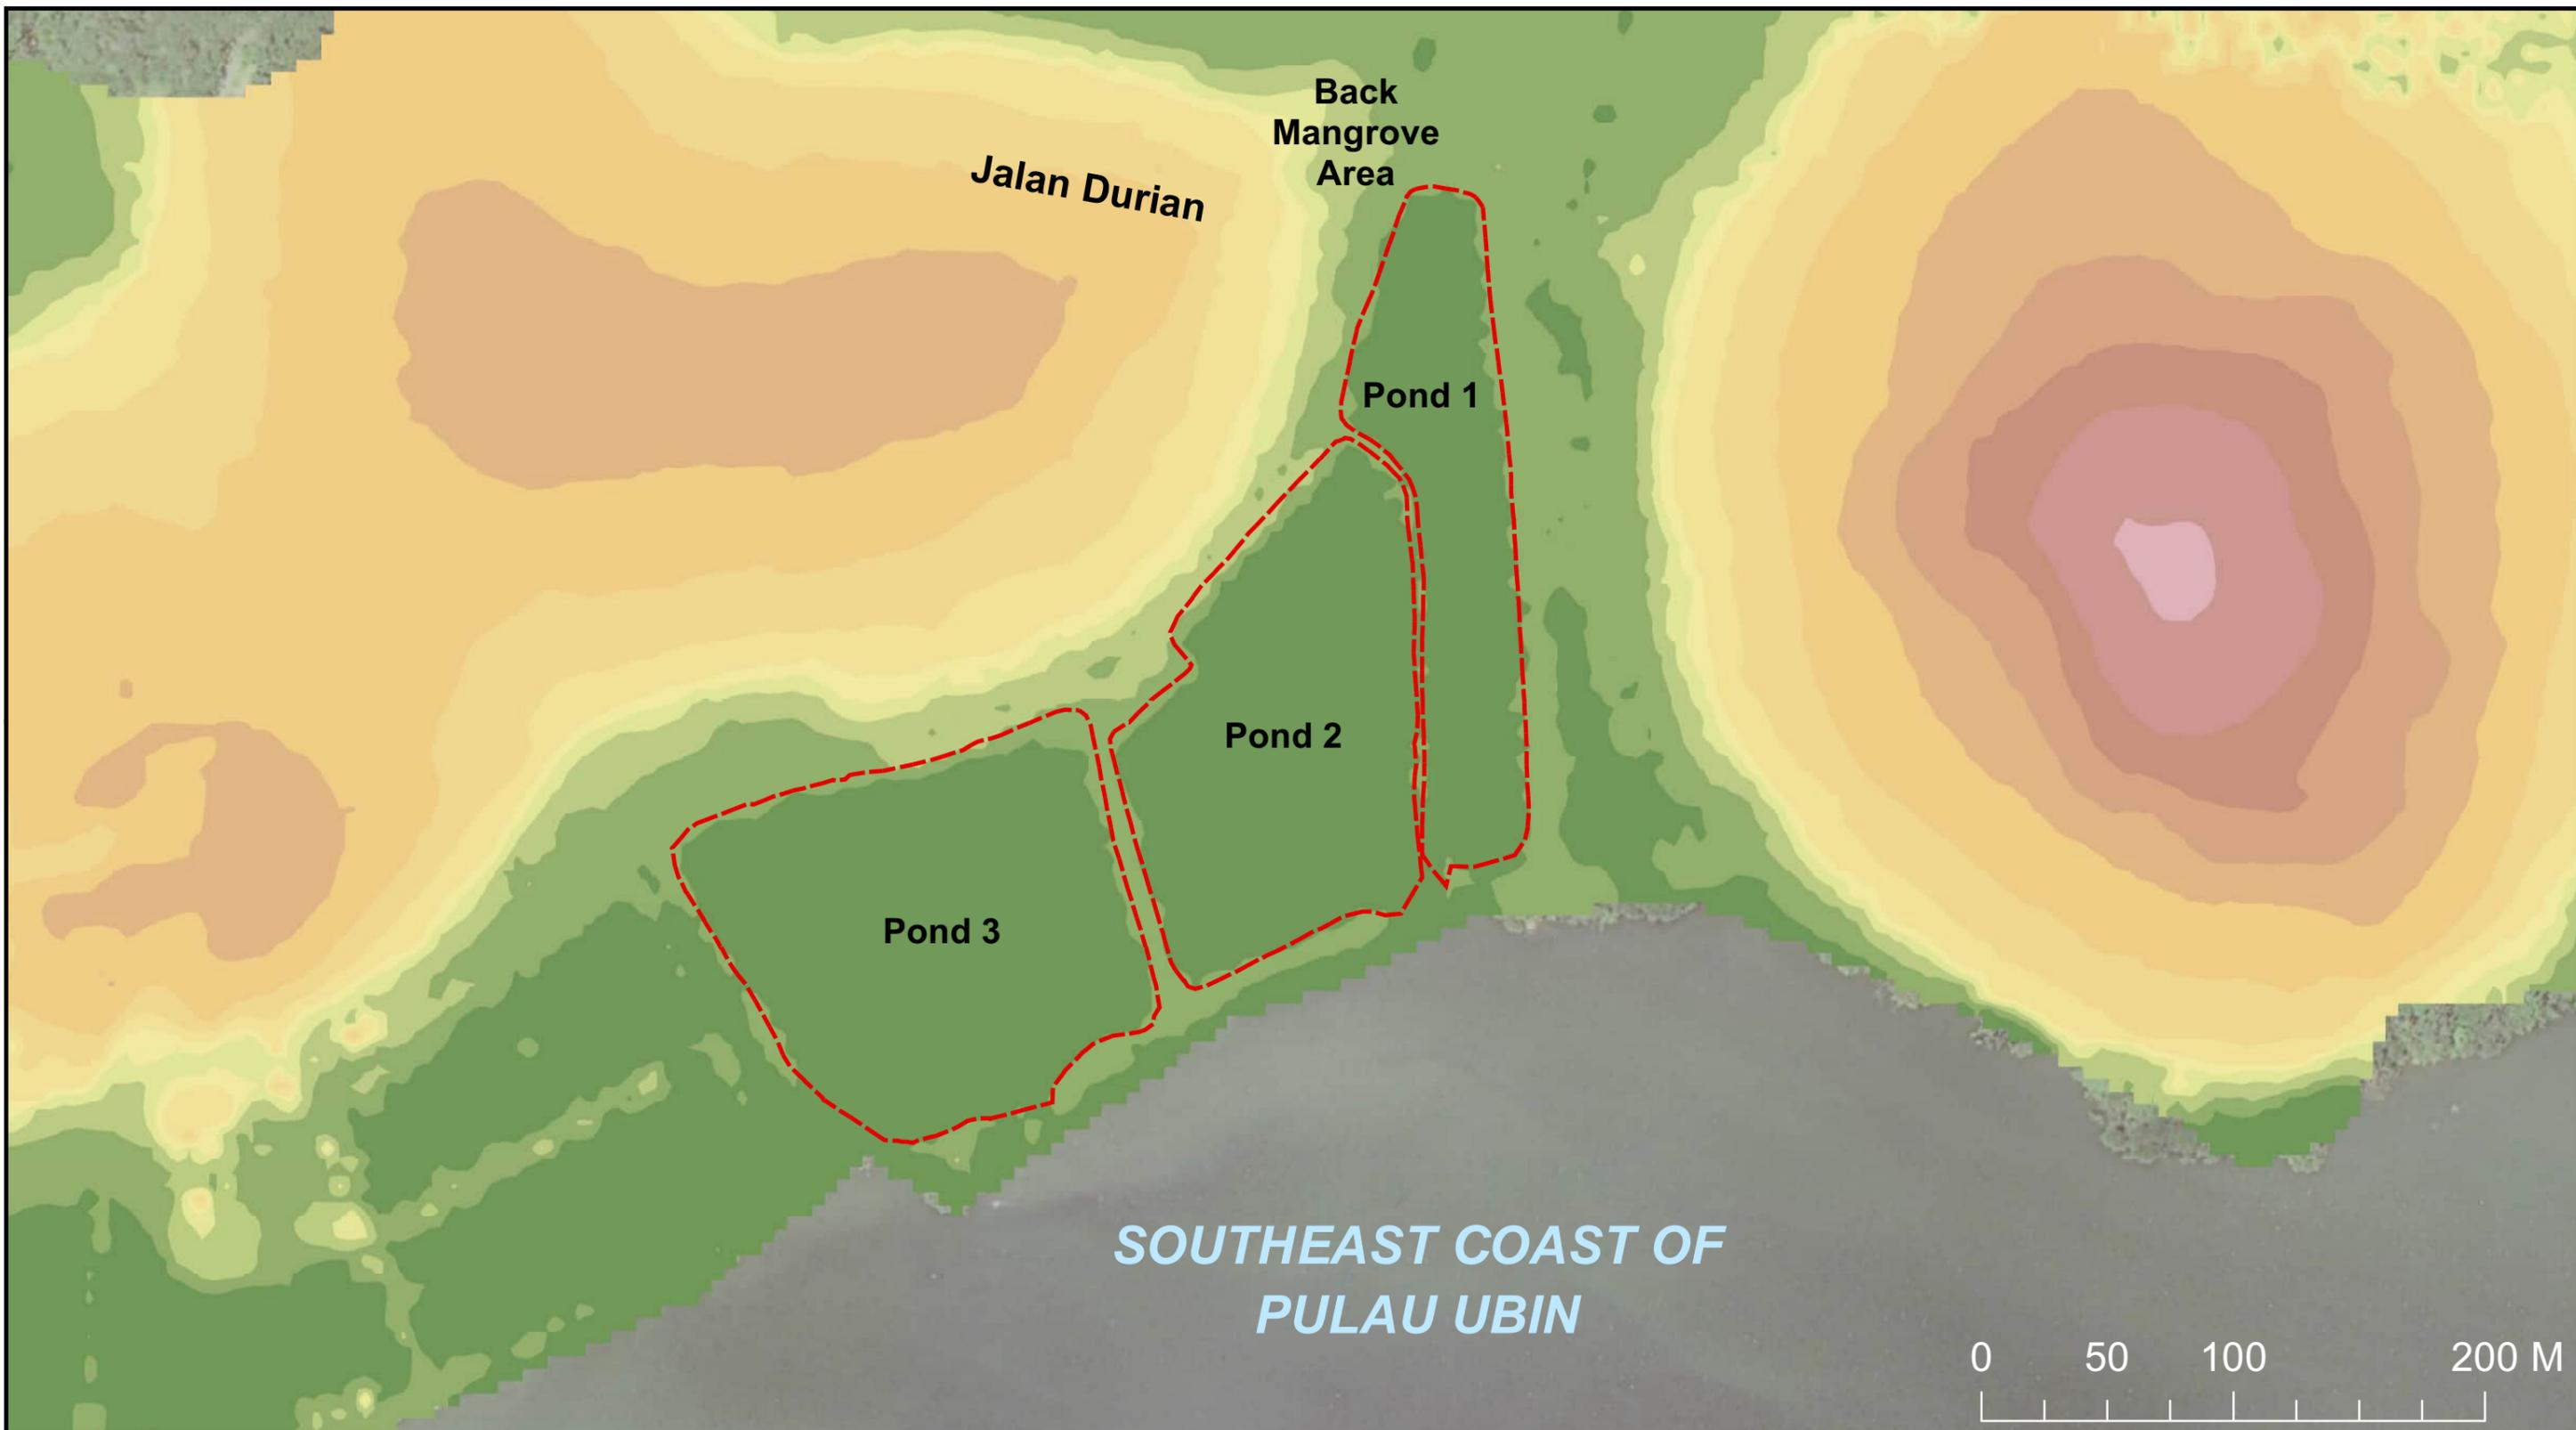 Back
Mangrove
Area
Jalan Durian
Pond 1
Pond 2
Pond 3
SOUTHEAST COAST OF
PULAU UBIN
0 50 100 200 M